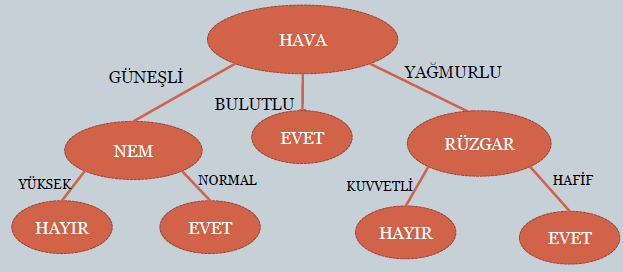 HAVA
GÜNEŞLİ
BULUTLU
YAĞMURLU
NEM
EVET
RÜZGAR
YÜKSEK
NORMAL
KUVVETLİ
HAFİF
HAYIR
EVET
HAYIR
EVET